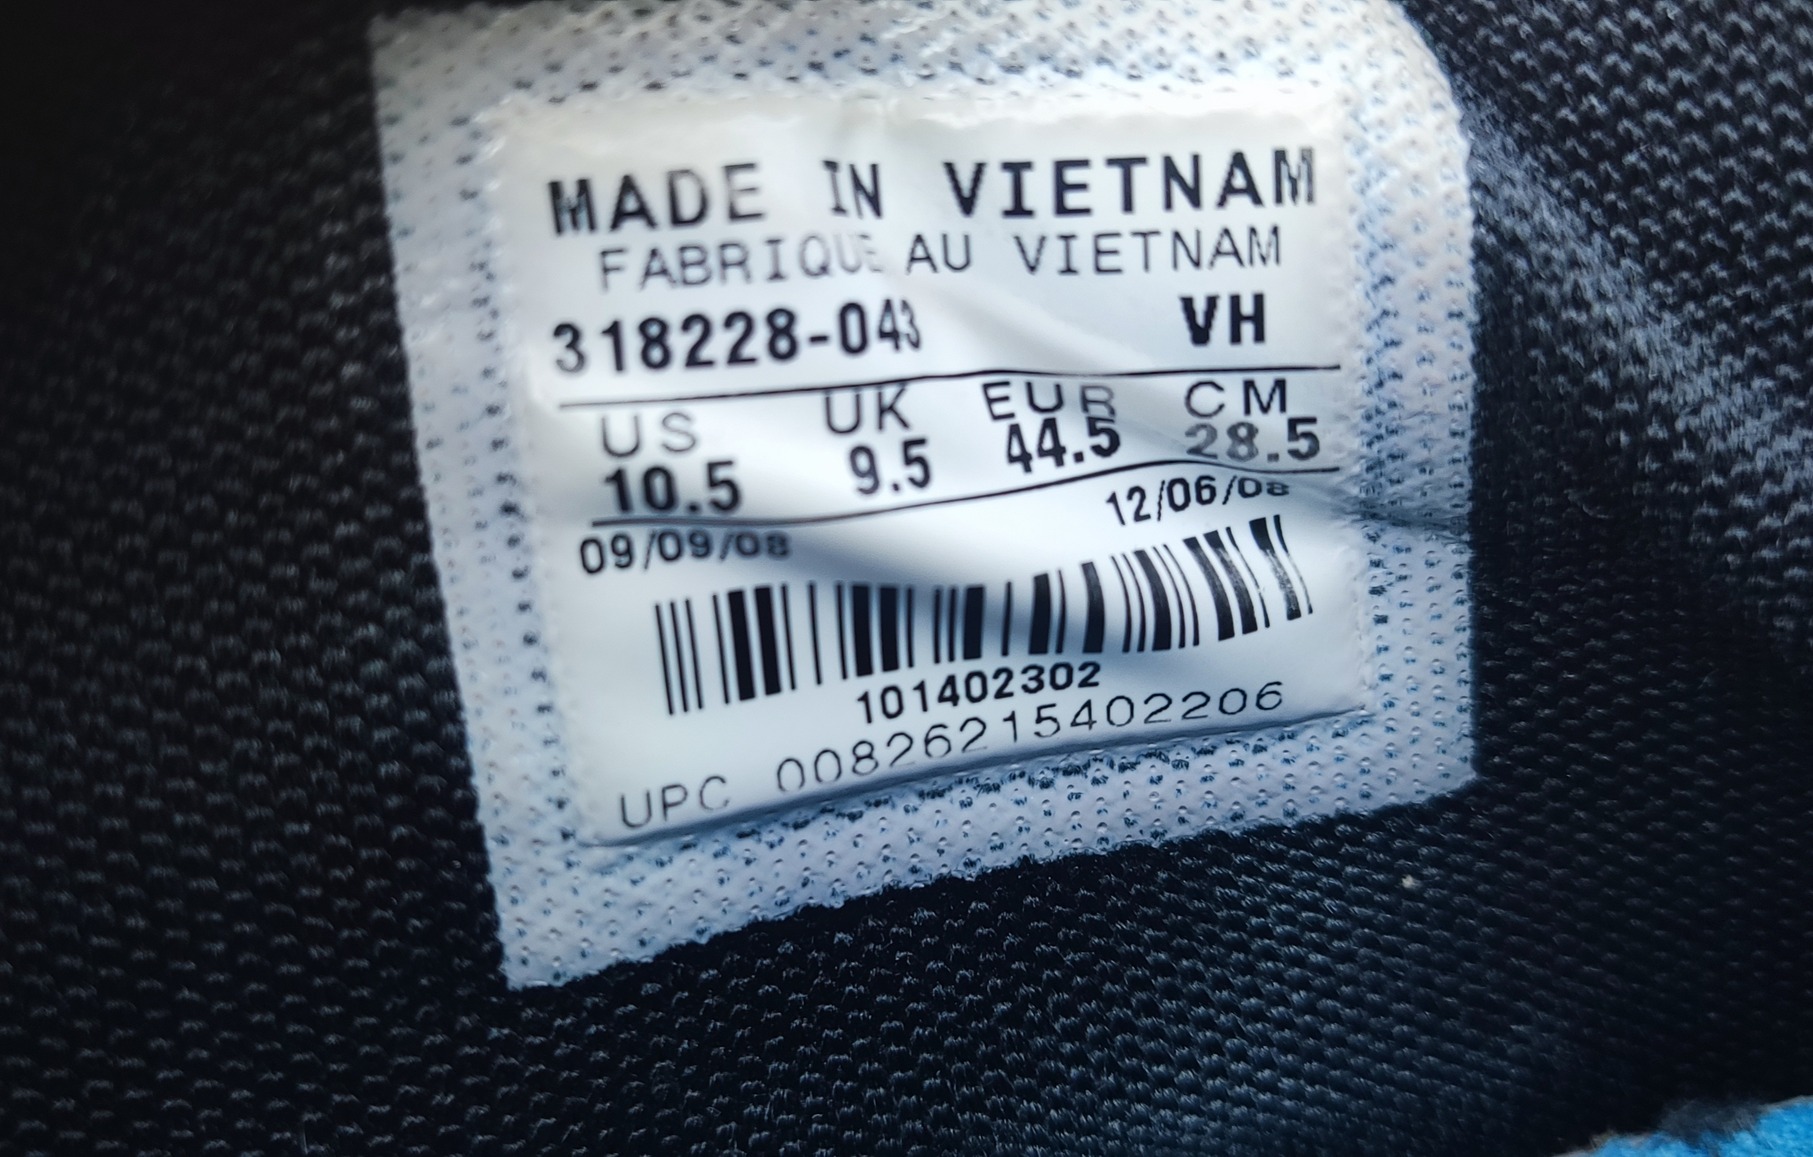 MADE IN VIETNAM
FABRIQUE AU VIETNAM
318228-043 VH
US UK EUR CM
10.5 9.5 44.5 28.5
09/09/08 12/06/08
101402302
UPC 00826215402206